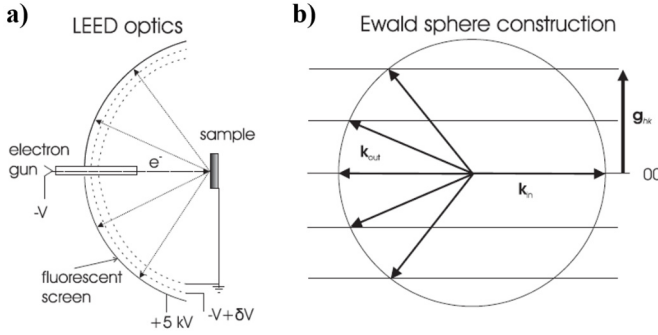 a)
LEED optics
electron
gun
e-
sample
-V
fluorescent
screen
+5 kV
-V+δV
b)
Ewald sphere construction
g_hk
k_out
k_in
00